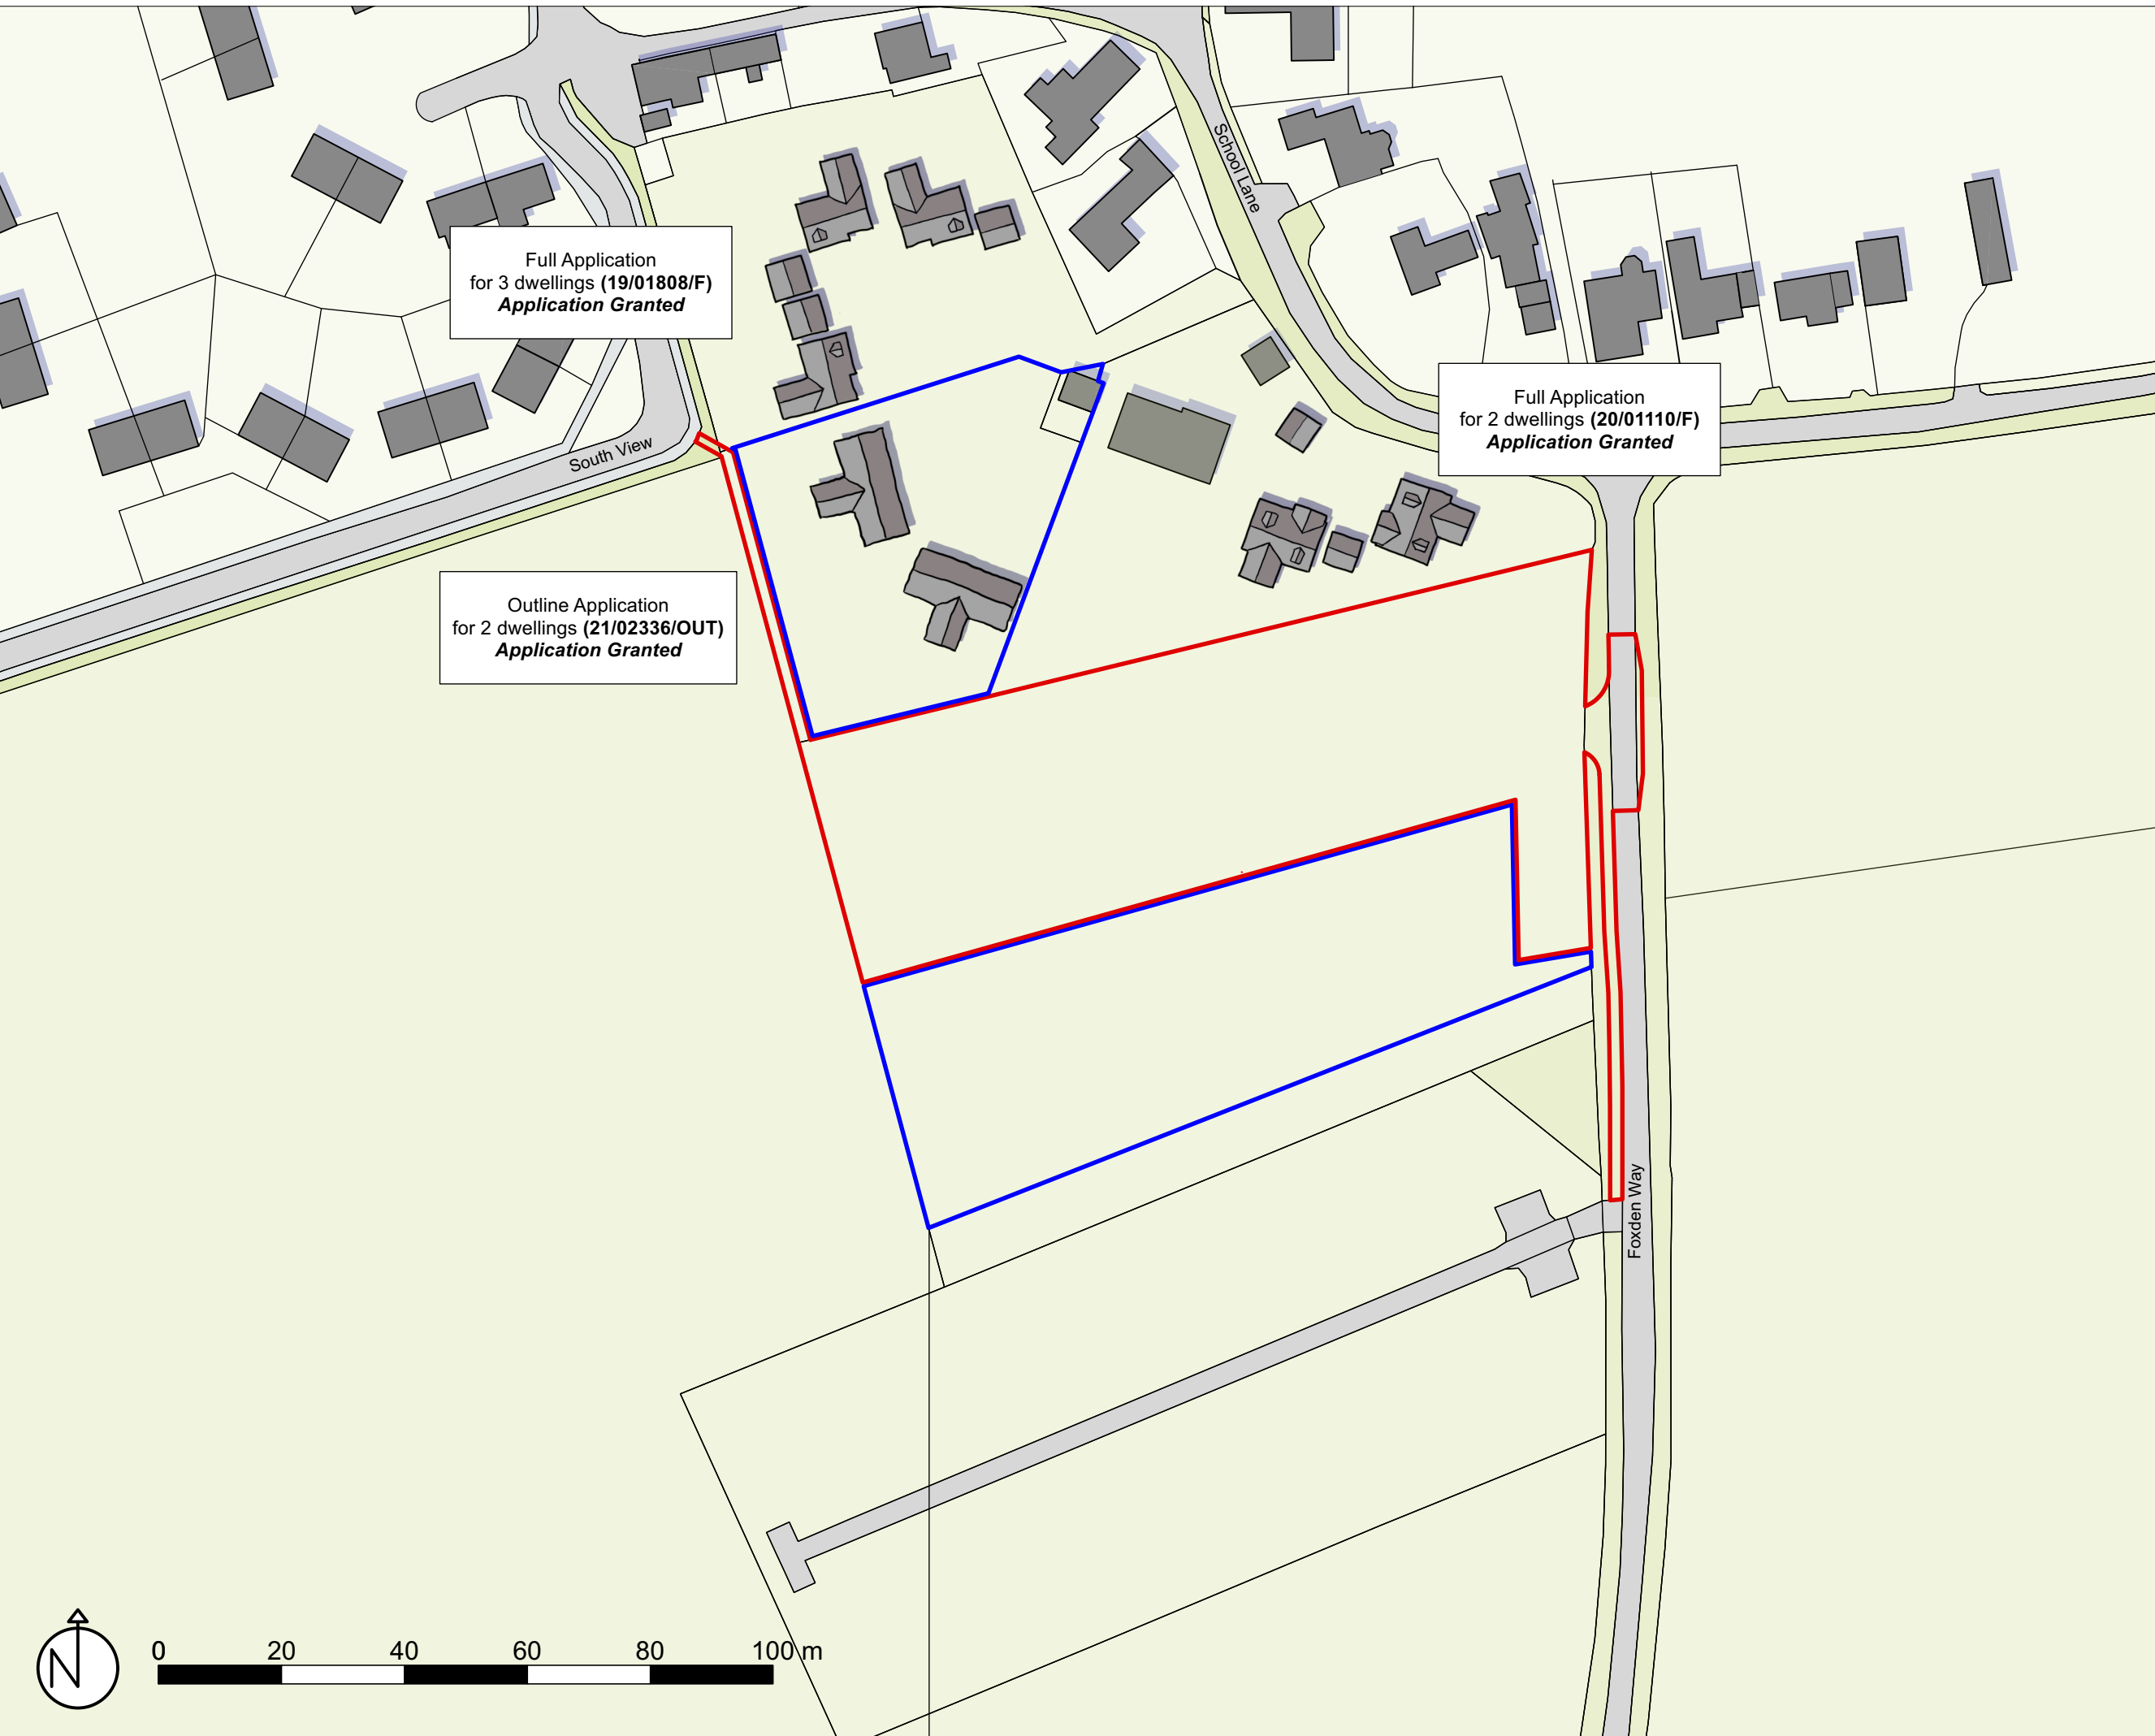 School Lane
Full Application
for 3 dwellings (19/01808/F)
Application Granted
Full Application
for 2 dwellings (20/01110/F)
Application Granted
South View
Outline Application
for 2 dwellings (21/02336/OUT)
Application Granted
Foxden Way
N
0 20 40 60 80 100 m